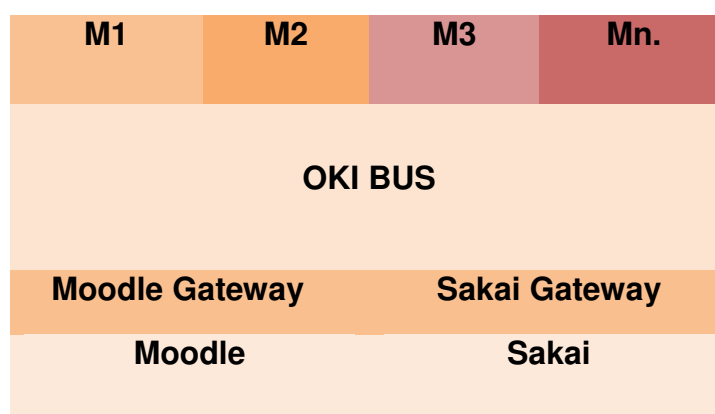 M1 M2 M3 Mn.
OKI BUS
Moodle Gateway Sakai Gateway
Moodle Sakai